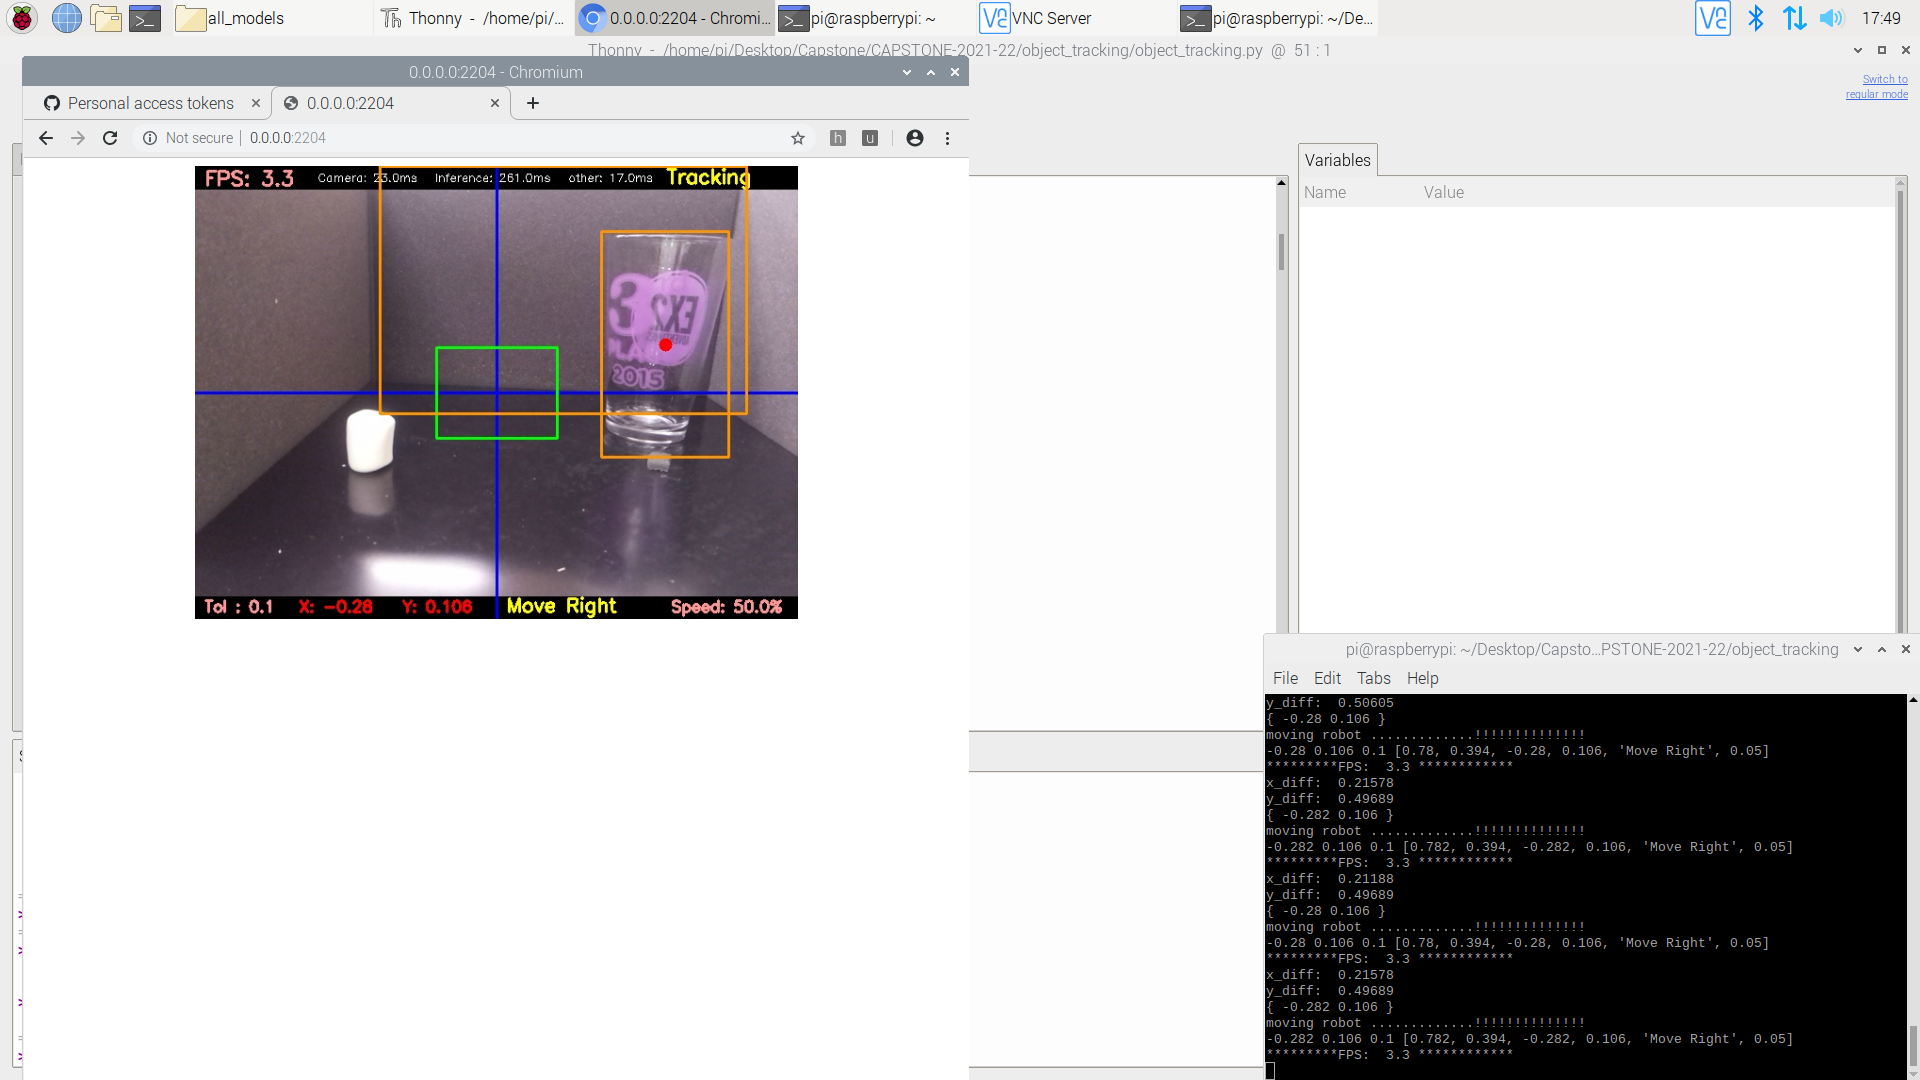 all_models
Thonny - /home/pi/...
0.0.0.0:2204 - Chromi...
pi@raspberrypi: ~
VNC Server
pi@raspberrypi: ~/De...
17:49
Thonny - /home/pi/Desktop/Capstone/CAPSTONE-2021-22/object_tracking/object_tracking.py @ 51 : 1
Switch to
regular mode
0.0.0.0:2204 - Chromium
Personal access tokens
0.0.0.0:2204
Not secure | 0.0.0.0:2204
Variables
Name Value
FPS: 3.3 Camera: 23.0ms Inference: 261.0ms other: 17.0ms Tracking
3
EX2
PLA
2015
Tol : 0.1 X: -0.28 Y: 0.106 Move Right Speed: 50.0%
pi@raspberrypi: ~/Desktop/Capsto...PSTONE-2021-22/object_tracking
File Edit Tabs Help
y_diff: 0.50605
{ -0.28 0.106 }
moving robot .............!!!!!!!!!!!!!!
-0.28 0.106 0.1 [0.78, 0.394, -0.28, 0.106, 'Move Right', 0.05]
*********FPS: 3.3 ************
x_diff: 0.21578
y_diff: 0.49689
{ -0.282 0.106 }
moving robot .............!!!!!!!!!!!!!!
-0.282 0.106 0.1 [0.782, 0.394, -0.282, 0.106, 'Move Right', 0.05]
*********FPS: 3.3 ************
x_diff: 0.21188
y_diff: 0.49689
{ -0.28 0.106 }
moving robot .............!!!!!!!!!!!!!!
-0.28 0.106 0.1 [0.78, 0.394, -0.28, 0.106, 'Move Right', 0.05]
*********FPS: 3.3 ************
x_diff: 0.21578
y_diff: 0.49689
{ -0.282 0.106 }
moving robot .............!!!!!!!!!!!!!!
-0.282 0.106 0.1 [0.782, 0.394, -0.282, 0.106, 'Move Right', 0.05]
*********FPS: 3.3 ************